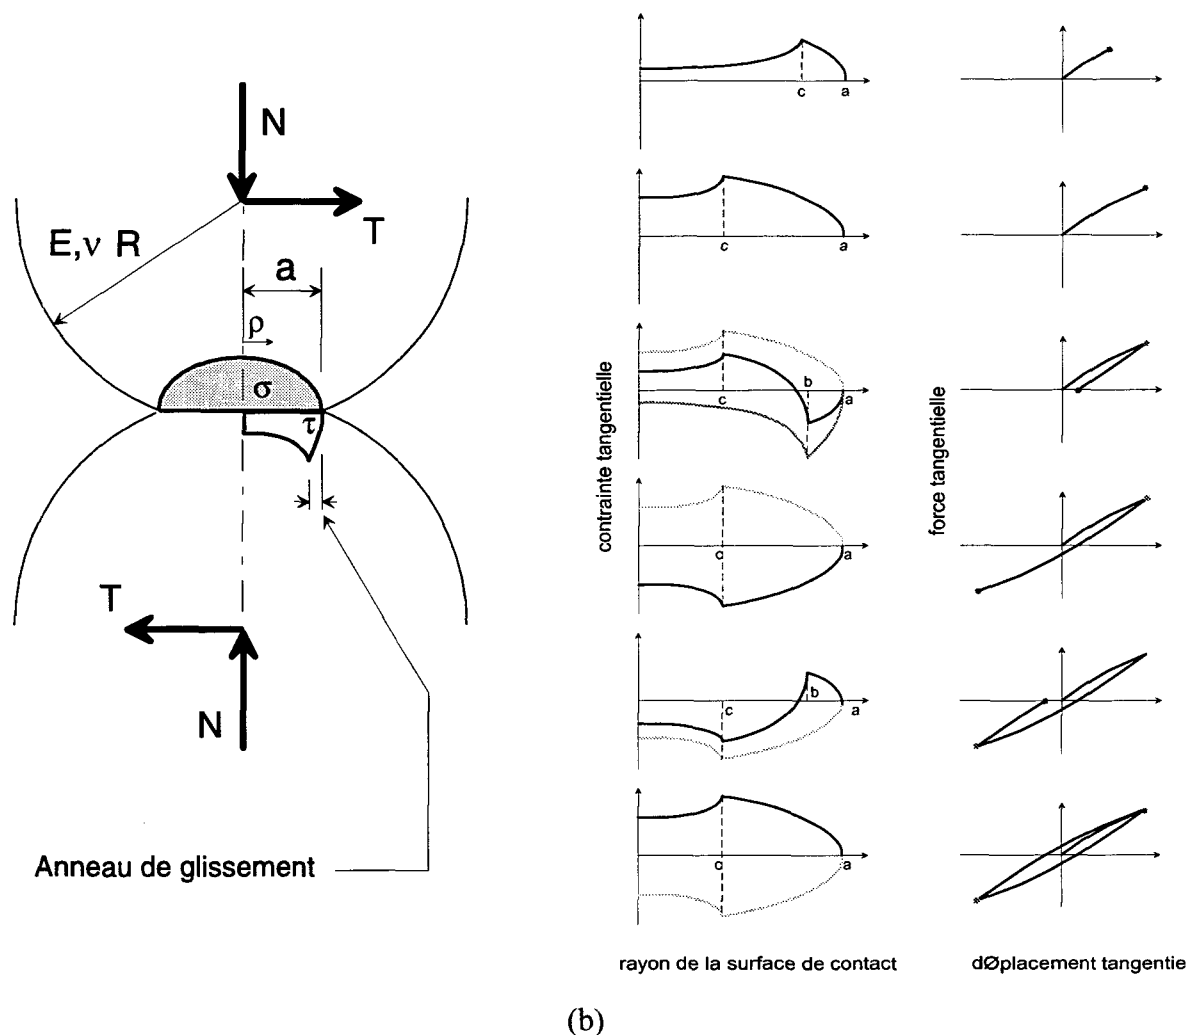 N
T
E,ν R
a
ρ
σ
τ
T
N
Anneau de glissement
contrainte tangentielle
force tangentielle
c
a
c
a
c
b
a
c
a
c
b
a
c
a
rayon de la surface de contact
dØplacement tangentie
(b)